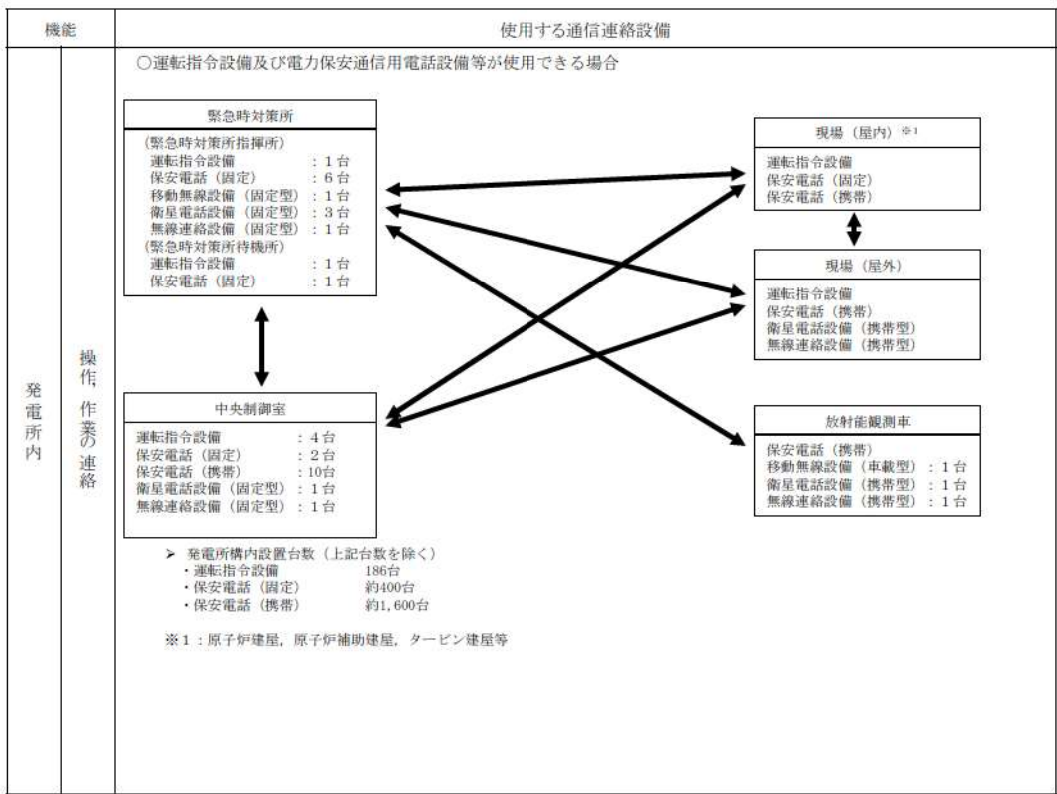 機能
使用する通信連絡設備
発電所内
操作，作業の連絡
○運転指令設備及び電力保安通信用電話設備等が使用できる場合
緊急時対策所
(緊急時対策所指揮所)
運転指令設備 ：1台
保安電話（固定） ：6台
移動無線設備（固定型）：1台
衛星電話設備（固定型）：3台
無線連絡設備（固定型）：1台
(緊急時対策所待機所)
運転指令設備 ：1台
保安電話（固定） ：1台
現場（屋内）※1
運転指令設備
保安電話（固定）
保安電話（携帯）
現場（屋外）
運転指令設備
保安電話（携帯）
衛星電話設備（携帯型）
無線連絡設備（携帯型）
中央制御室
運転指令設備 ：4台
保安電話（固定） ：2台
保安電話（携帯） ：10台
衛星電話設備（固定型）：1台
無線連絡設備（固定型）：1台
放射能観測車
保安電話（携帯）
移動無線設備（車載型）：1台
衛星電話設備（携帯型）：1台
無線連絡設備（携帯型）：1台
➢ 発電所構内設置台数（上記台数を除く）
・運転指令設備 186台
・保安電話（固定） 約400台
・保安電話（携帯） 約1,600台
※1：原子炉建屋，原子炉補助建屋，タービン建屋等